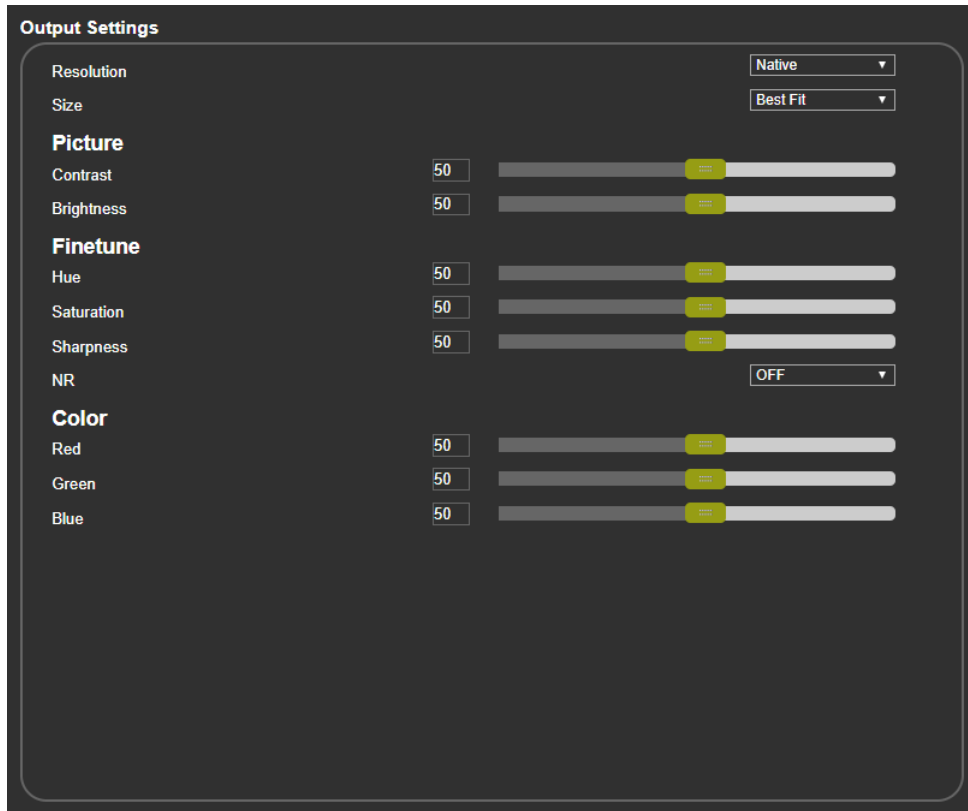 Output Settings
Resolution Native
Size Best Fit
Picture
Contrast 50
Brightness 50
Finetune
Hue 50
Saturation 50
Sharpness 50
NR OFF
Color
Red 50
Green 50
Blue 50